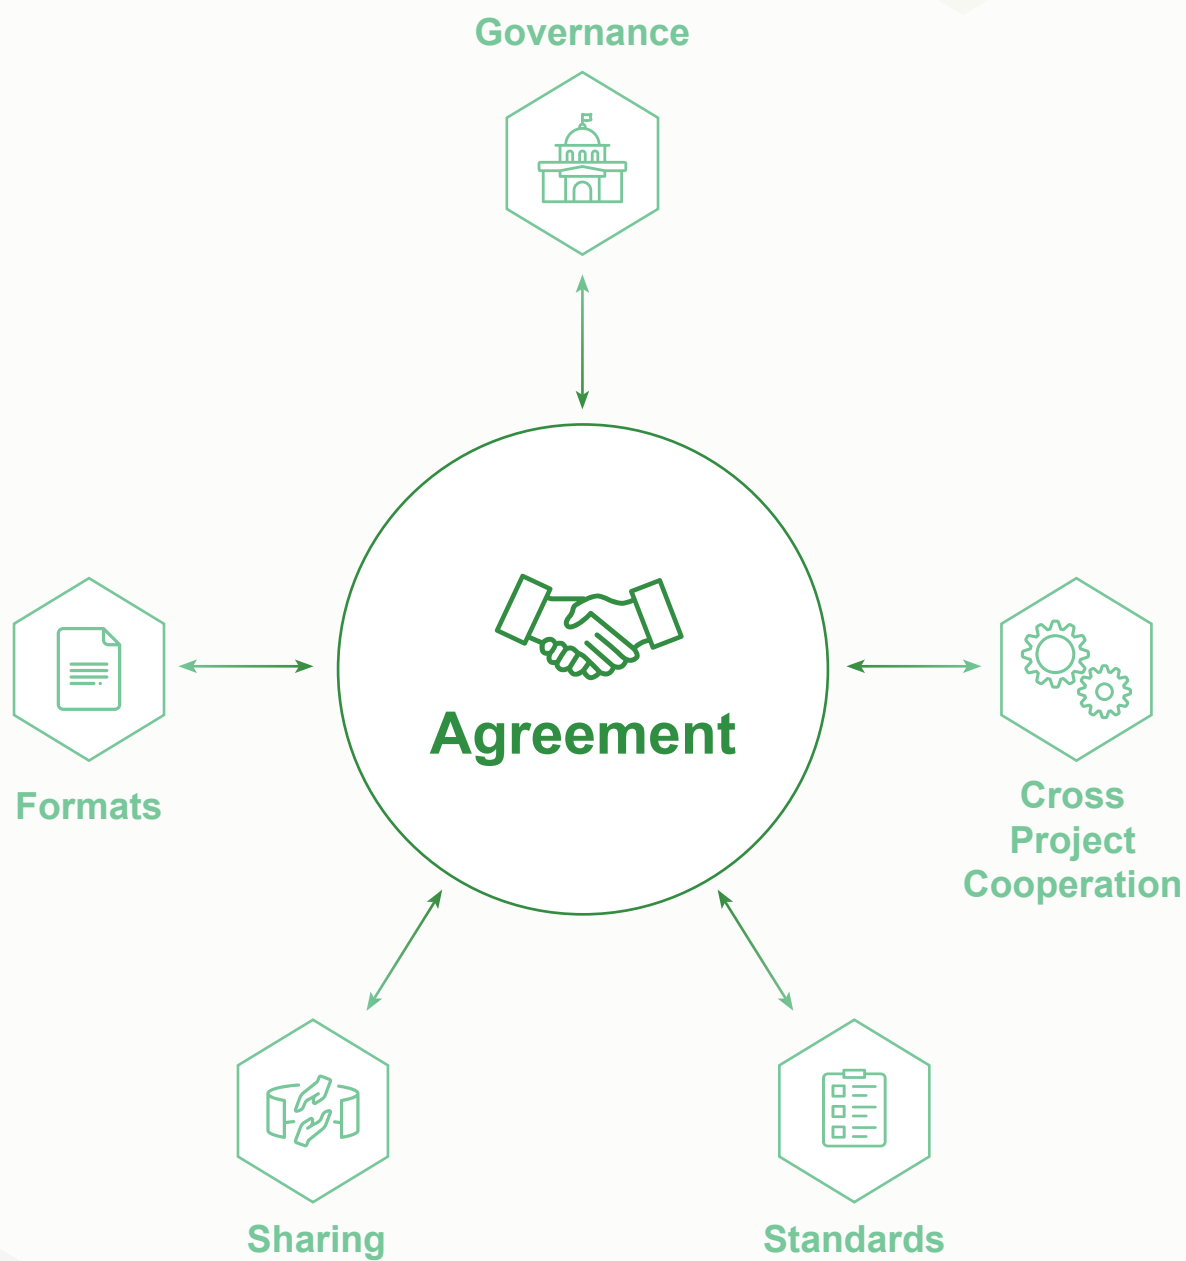 Governance
Agreement
Formats
Cross
Project
Cooperation
Sharing
Standards